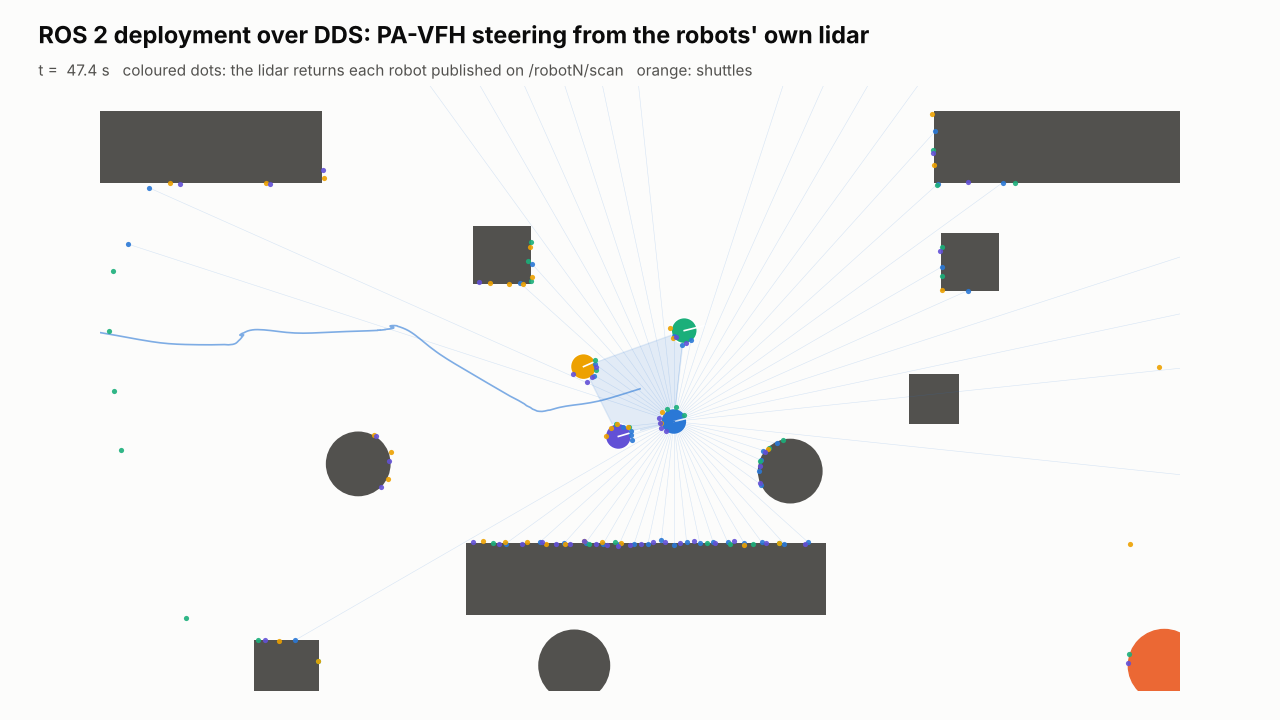 ROS 2 deployment over DDS: PA-VFH steering from the robots' own lidar
t =  47.4 s   coloured dots: the lidar returns each robot published on /robotN/scan   orange: shuttles